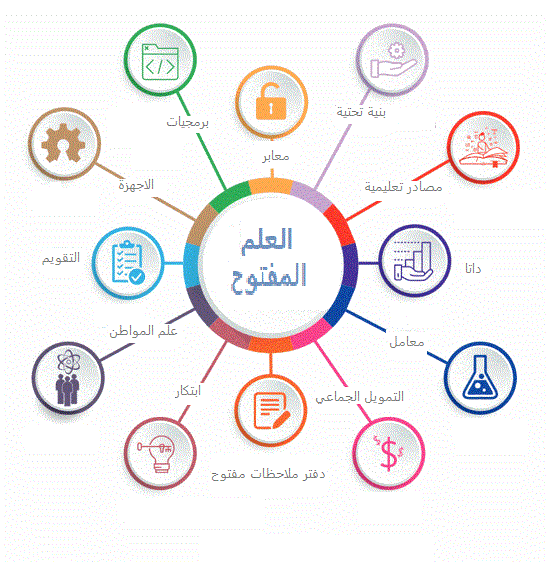 برمجيات
بنية تحتية
معابر
الاجهزة
مصادر تعليمية
العلم
المفتوح
التقويم
داتا
علم المواطن
معامل
ابتكار
التمويل الجماعي
دفتر ملاحظات مفتوح